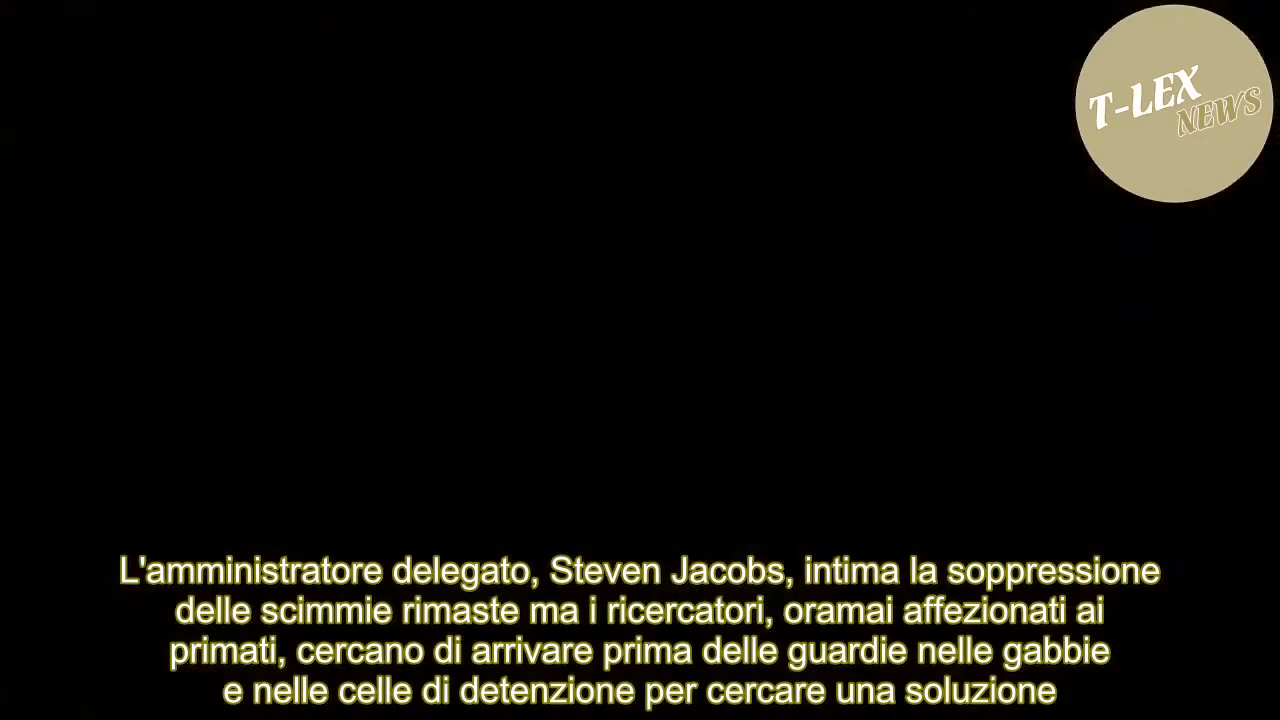 T-LEX
NEWS
L'amministratore delegato, Steven Jacobs, intima la soppressione
delle scimmie rimaste ma i ricercatori, oramai affezionati ai
primati, cercano di arrivare prima delle guardie nelle gabbie
e nelle celle di detenzione per cercare una soluzione